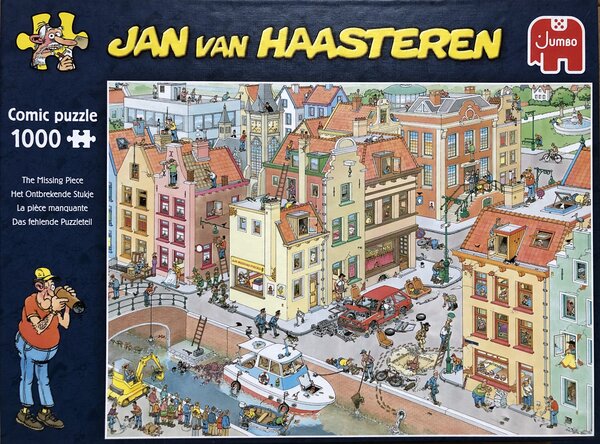 JAN VAN HAASTEREN
Jumbo
Comic puzzle
1000
The Missing Piece
Het Ontbrekende Stukje
La pièce manquante
Das fehlende Puzzleteil